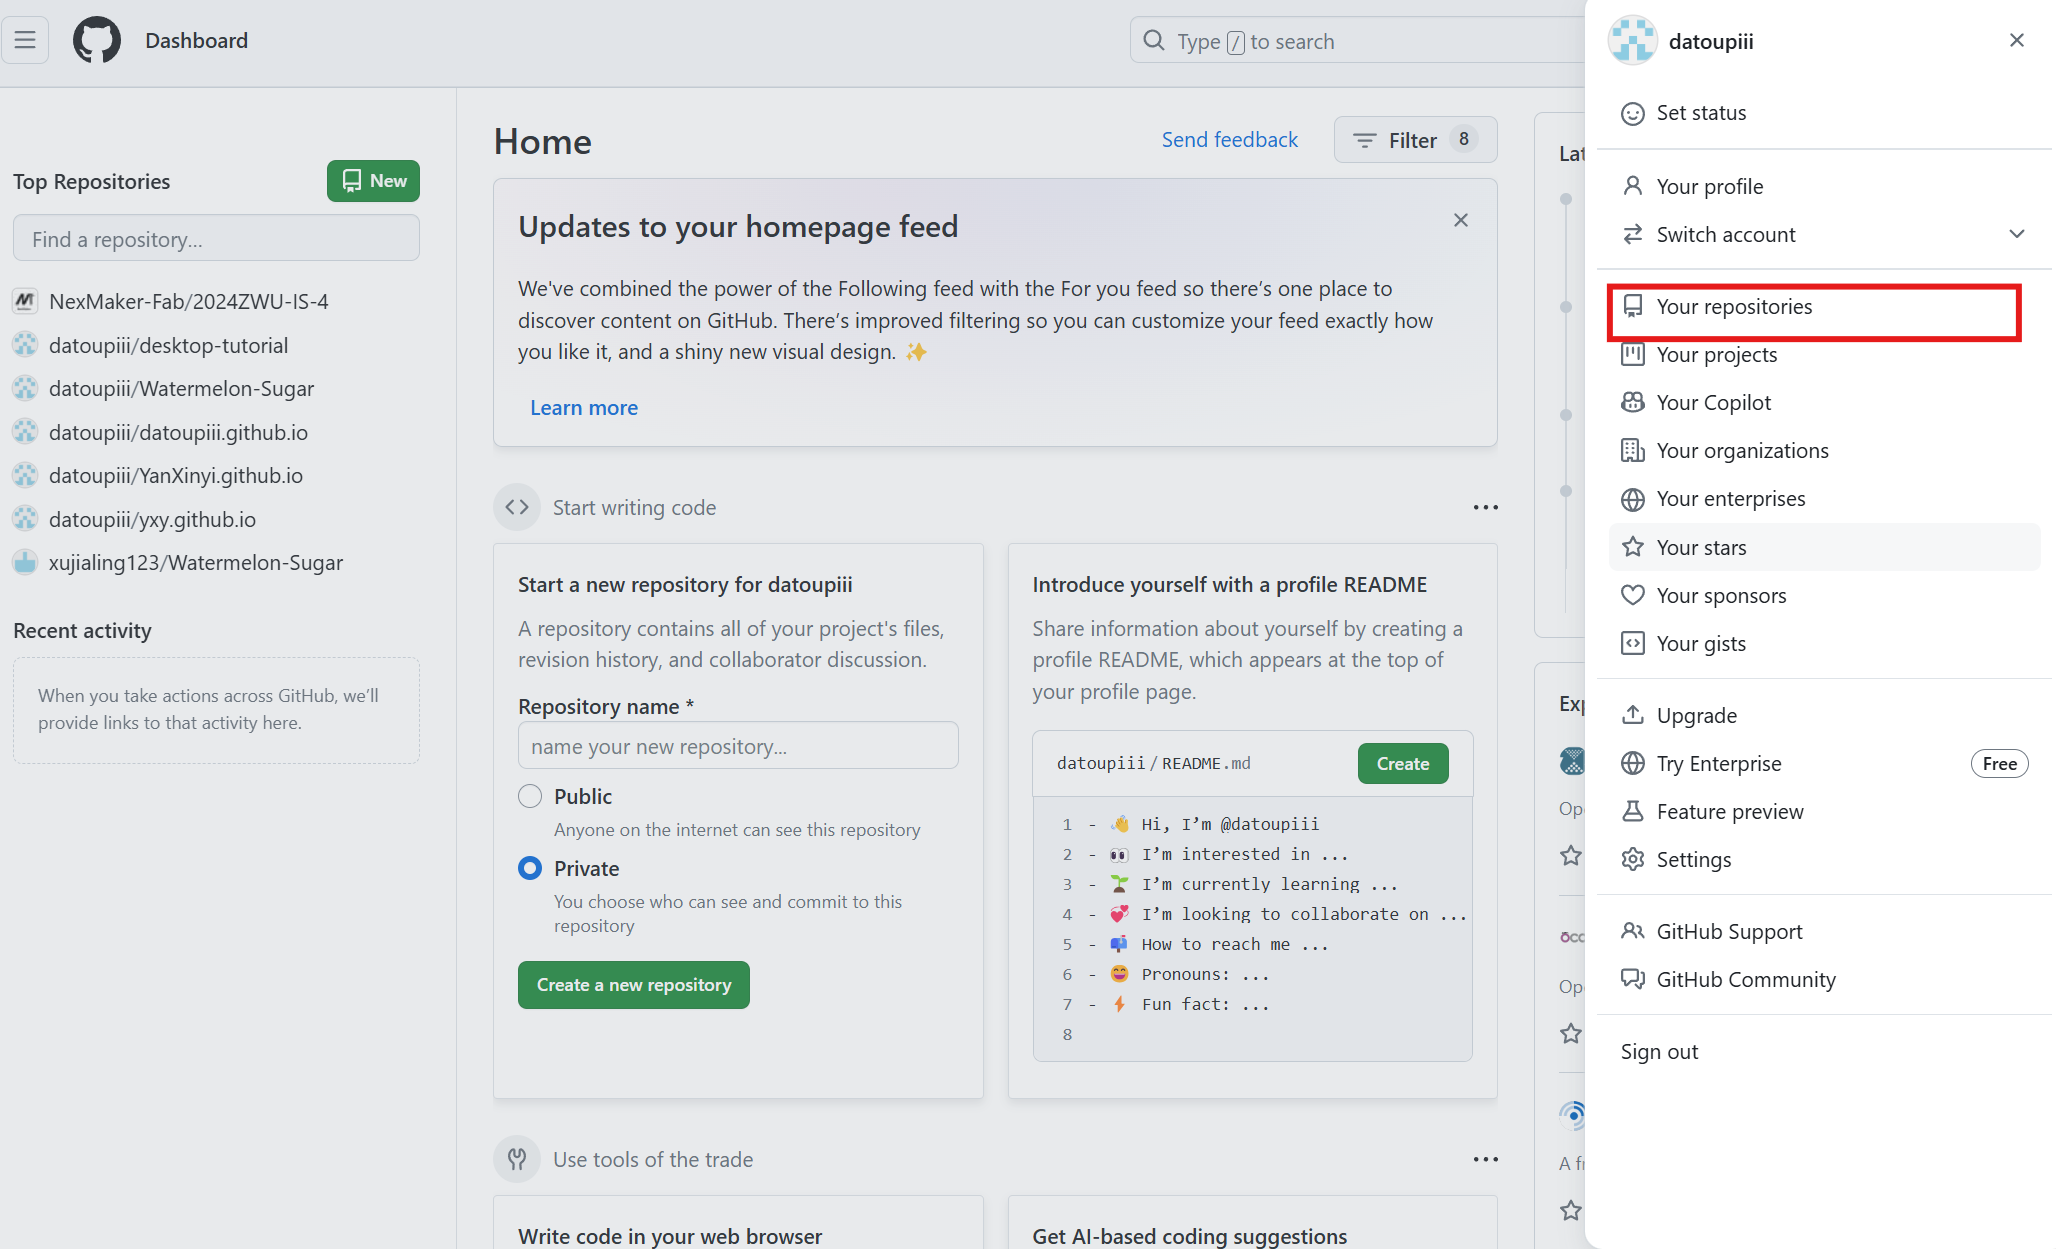 Dashboard
Type / to search
Top Repositories
New
Find a repository...
NexMaker-Fab/2024ZWU-IS-4
datoupiii/desktop-tutorial
datoupiii/Watermelon-Sugar
datoupiii/datoupiii.github.io
datoupiii/YanXinyi.github.io
datoupiii/yxy.github.io
xujialing123/Watermelon-Sugar
Recent activity
When you take actions across GitHub, we’ll
provide links to that activity here.
Home
Send feedback
Filter 8
Updates to your homepage feed
We've combined the power of the Following feed with the For you feed so there’s one place to
discover content on GitHub. There’s improved filtering so you can customize your feed exactly how
you like it, and a shiny new visual design. ✨
Learn more
Start writing code
Start a new repository for datoupiii
A repository contains all of your project's files,
revision history, and collaborator discussion.
Repository name *
name your new repository...
Public
Anyone on the internet can see this repository
Private
You choose who can see and commit to this
repository
Create a new repository
Introduce yourself with a profile README
Share information about yourself by creating a
profile README, which appears at the top of
your profile page.
datoupiii / README.md
Create
1 - 👋 Hi, I’m @datoupiii
2 - 👀 I’m interested in ...
3 - 🌱 I’m currently learning ...
4 - 💞️ I’m looking to collaborate on ...
5 - 📫 How to reach me ...
6 - 😄 Pronouns: ...
7 - ⚡ Fun fact: ...
8
Use tools of the trade
Write code in your web browser
Get AI-based coding suggestions
datoupiii
Set status
Your profile
Switch account
Your repositories
Your projects
Your Copilot
Your organizations
Your enterprises
Your stars
Your sponsors
Your gists
Upgrade
Try Enterprise
Free
Feature preview
Settings
GitHub Support
GitHub Community
Sign out